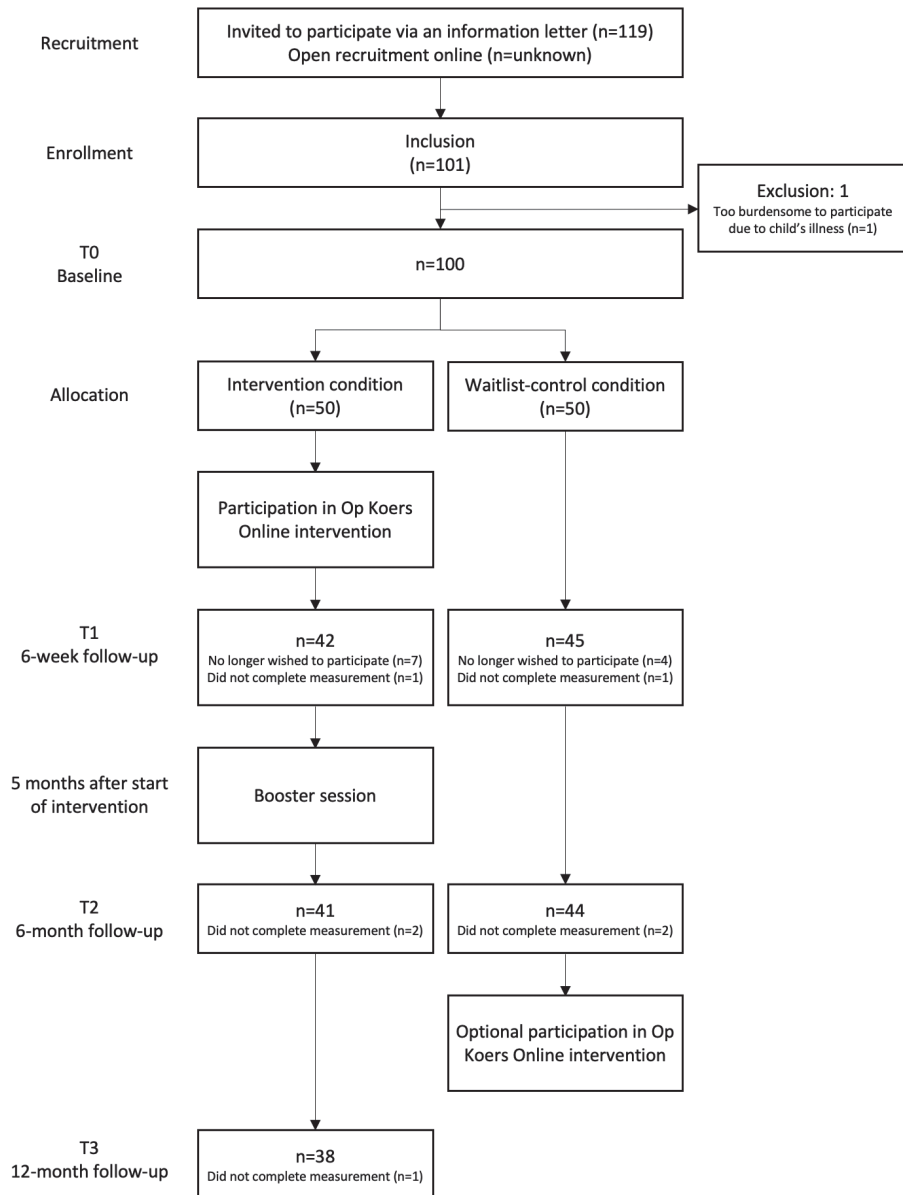 Recruitment
Invited to participate via an information letter (n=119)
Open recruitment online (n=unknown)
Enrollment
Inclusion
(n=101)
Exclusion: 1
Too burdensome to participate
due to child's illness (n=1)
T0
Baseline
n=100
Allocation
Intervention condition
(n=50)
Waitlist-control condition
(n=50)
Participation in Op Koers
Online intervention
T1
6-week follow-up
n=42
No longer wished to participate (n=7)
Did not complete measurement (n=1)
n=45
No longer wished to participate (n=4)
Did not complete measurement (n=1)
5 months after start
of intervention
Booster session
T2
6-month follow-up
n=41
Did not complete measurement (n=2)
n=44
Did not complete measurement (n=2)
Optional participation in Op
Koers Online intervention
T3
12-month follow-up
n=38
Did not complete measurement (n=1)